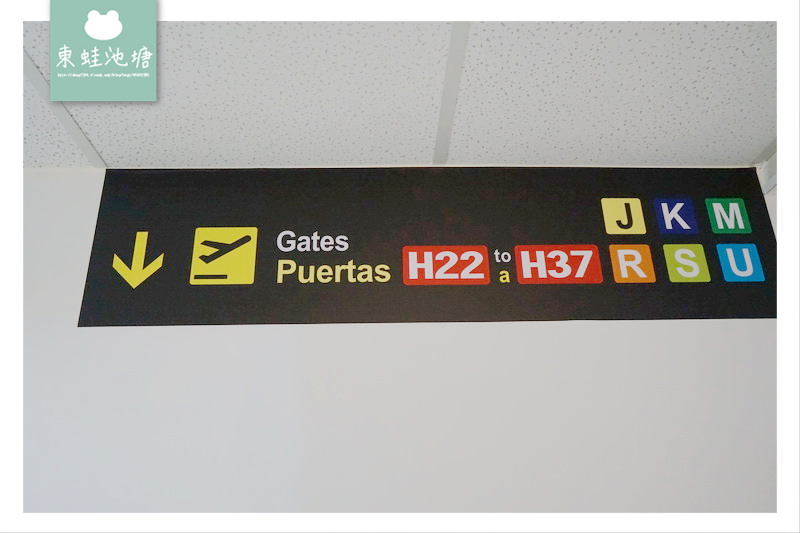 東蛙池塘
Gates
Puertas H22 to a H37
J K M
R S U